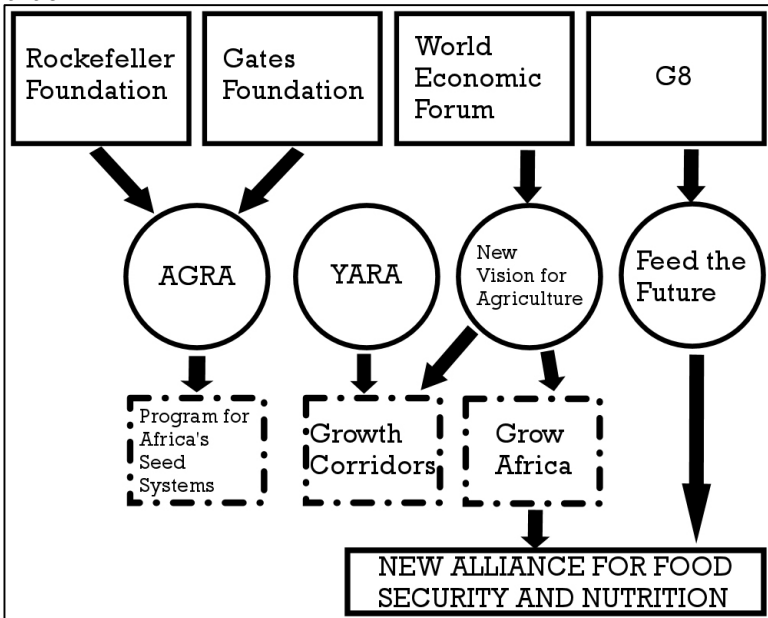 Rockefeller
Foundation
Gates
Foundation
World
Economic
Forum
G8
AGRA
YARA
New
Vision for
Agriculture
Feed the
Future
Program for
Africa's
Seed
Systems
Growth
Corridors
Grow
Africa
NEW ALLIANCE FOR FOOD
SECURITY AND NUTRITION